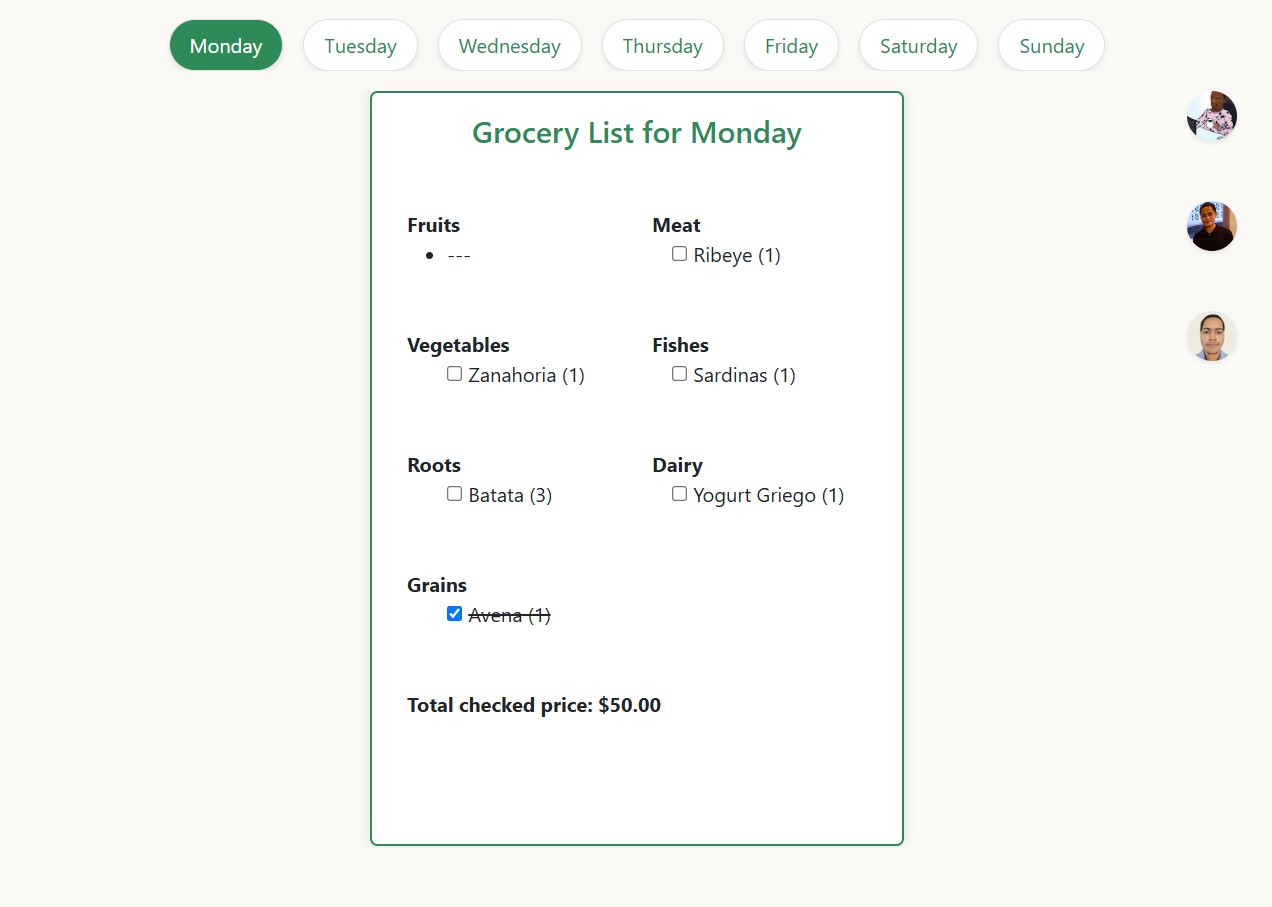 Monday Tuesday Wednesday Thursday Friday Saturday Sunday
Grocery List for Monday
Fruits
---
Meat
Ribeye (1)
Vegetables
Zanahoria (1)
Fishes
Sardinas (1)
Roots
Batata (3)
Dairy
Yogurt Griego (1)
Grains
Avena (1)
Total checked price: $50.00